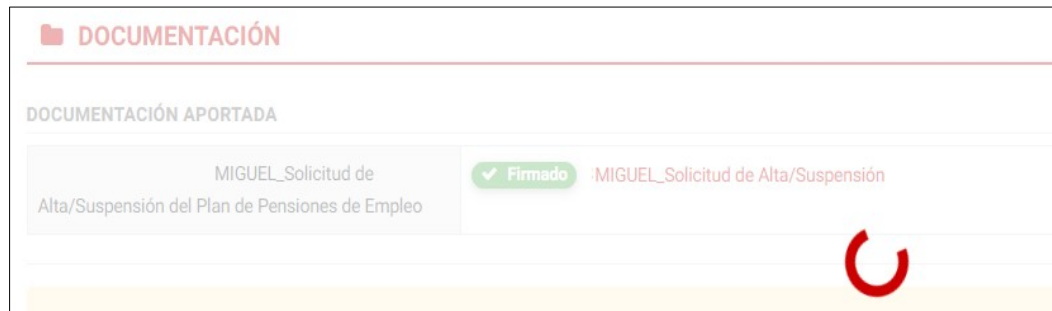 DOCUMENTACIÓN
DOCUMENTACIÓN APORTADA
MIGUEL_Solicitud de
Alta/Suspensión del Plan de Pensiones de Empleo
Firmado
MIGUEL_Solicitud de Alta/Suspensión